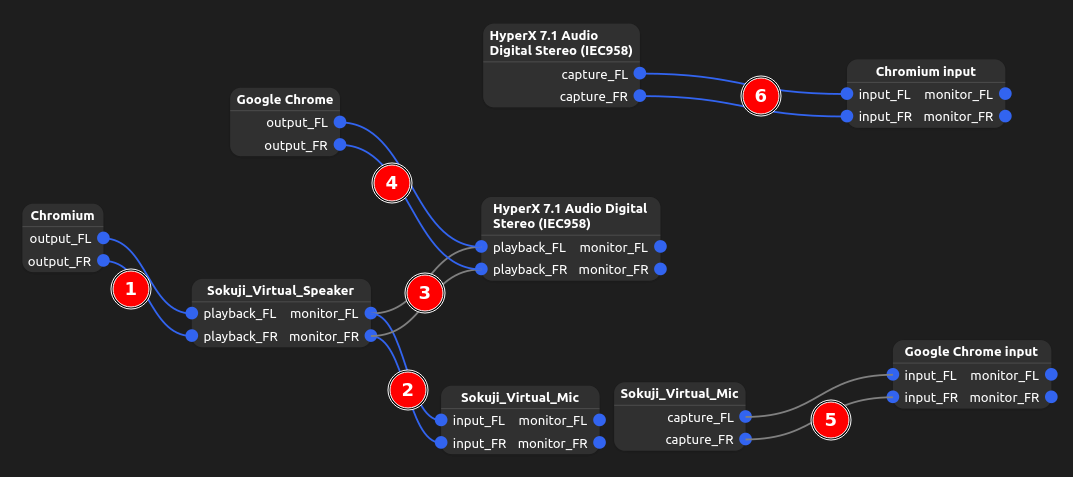 HyperX 7.1 Audio
Digital Stereo (IEC958)
capture_FL
capture_FR
6
Chromium input
input_FL monitor_FL
input_FR monitor_FR
Google Chrome
output_FL
output_FR
4
Chromium
output_FL
output_FR
1
HyperX 7.1 Audio Digital
Stereo (IEC958)
playback_FL monitor_FL
playback_FR monitor_FR
Sokuji_Virtual_Speaker
playback_FL monitor_FL
playback_FR monitor_FR
3
2
Sokuji_Virtual_Mic
input_FL monitor_FL
input_FR monitor_FR
Sokuji_Virtual_Mic
capture_FL
capture_FR
5
Google Chrome input
input_FL monitor_FL
input_FR monitor_FR